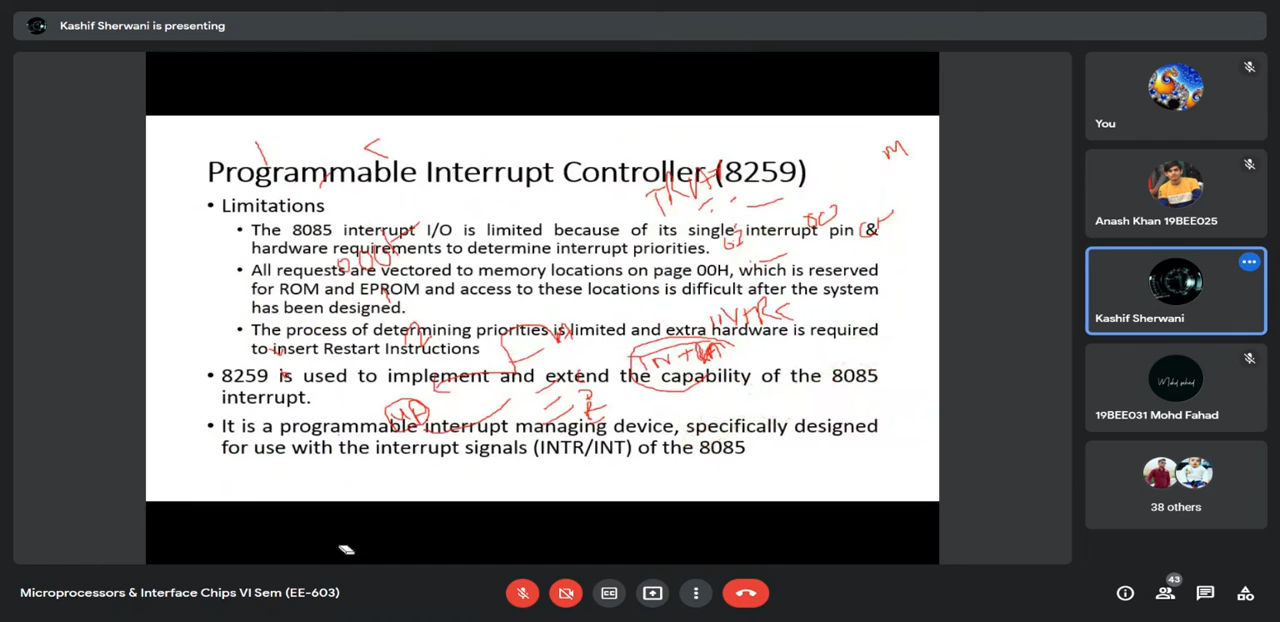 Kashif Sherwani is presenting
Programmable Interrupt Controller (8259)
• Limitations
• The 8085 interrupt I/O is limited because of its single interrupt pin &
hardware requirements to determine interrupt priorities.
• All requests are vectored to memory locations on page 00H, which is reserved
for ROM and EPROM and access to these locations is difficult after the system
has been designed.
• The process of determining priorities is limited and extra hardware is required
to insert Restart Instructions
• 8259 is used to implement and extend the capability of the 8085
interrupt.
• It is a programmable interrupt managing device, specifically designed
for use with the interrupt signals (INTR/INT) of the 8085
You
Anash Khan 19BEE025
Kashif Sherwani
Mohd Fahad
19BEE031 Mohd Fahad
38 others
Microprocessors & Interface Chips VI Sem (EE-603)
43